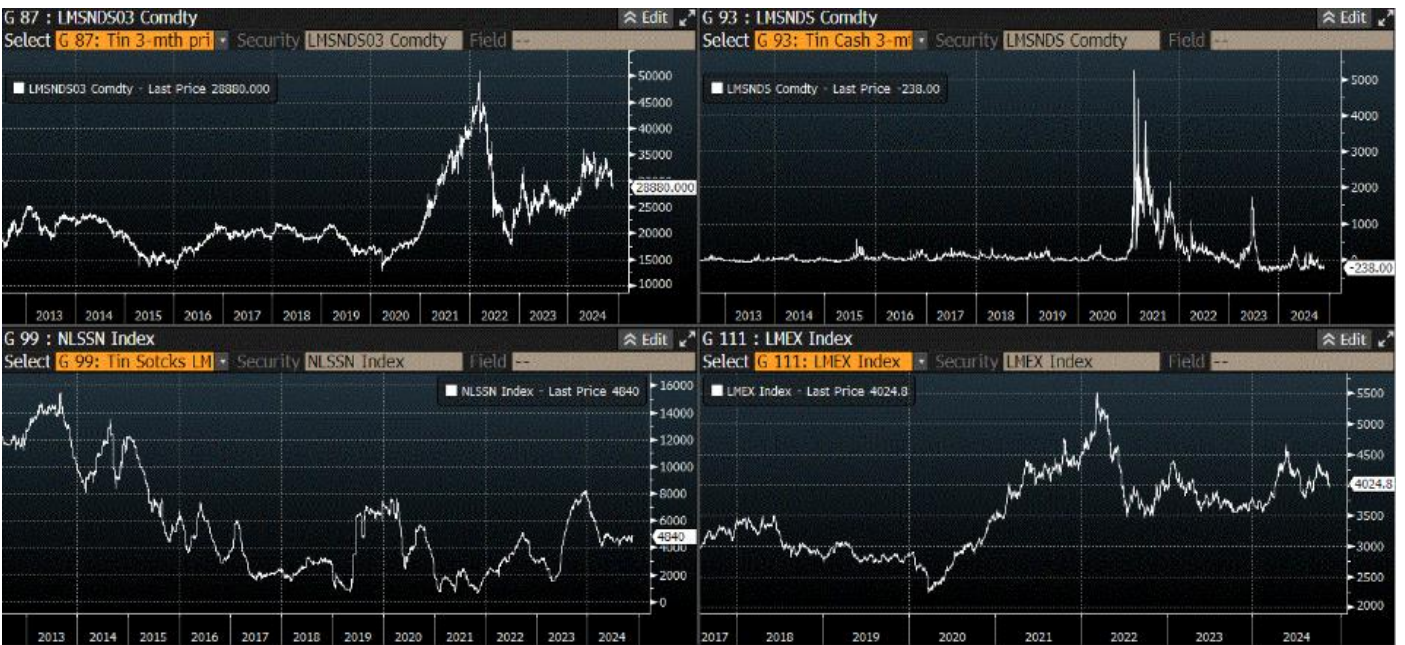 G 87 : LMSNDS03 Comdty
Edit
Select G 87: Tin 3-mth pri Security LMSNDS03 Comdty Field --
LMSNDS03 Comdty - Last Price 28880.000
50000
45000
40000
35000
28880.000
25000
20000
15000
10000
2013 2014 2015 2016 2017 2018 2019 2020 2021 2022 2023 2024
G 93 : LMSNDS Comdty
Edit
Select G 93: Tin Cash 3-mt Security LMSNDS Comdty Field --
LMSNDS Comdty - Last Price -238.00
5000
4000
3000
2000
1000
0
-238.00
2013 2014 2015 2016 2017 2018 2019 2020 2021 2022 2023 2024
G 99 : NLSSN Index
Edit
Select G 99: Tin Sotcks LM Security NLSSN Index Field --
NLSSN Index - Last Price 4840
16000
14000
12000
10000
8000
6000
4840
4000
2000
0
2013 2014 2015 2016 2017 2018 2019 2020 2021 2022 2023 2024
G 111 : LMEX Index
Edit
Select G 111: LMEX Index Security LMEX Index Field --
LMEX Index - Last Price 4024.8
5500
5000
4500
4024.8
3500
3000
2500
2000
2017 2018 2019 2020 2021 2022 2023 2024